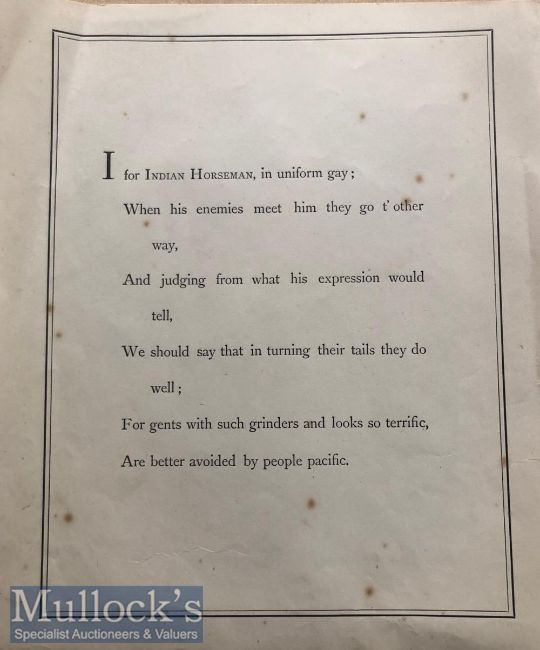 I for INDIAN HORSEMAN, in uniform gay;
When his enemies meet him they go t'other
way,
And judging from what his expression would
tell,
We should say that in turning their tails they do
well;
For gents with such grinders and looks so terrific,
Are better avoided by people pacific.
MULLOCK'S
Specialist Auctioneers & Valuers